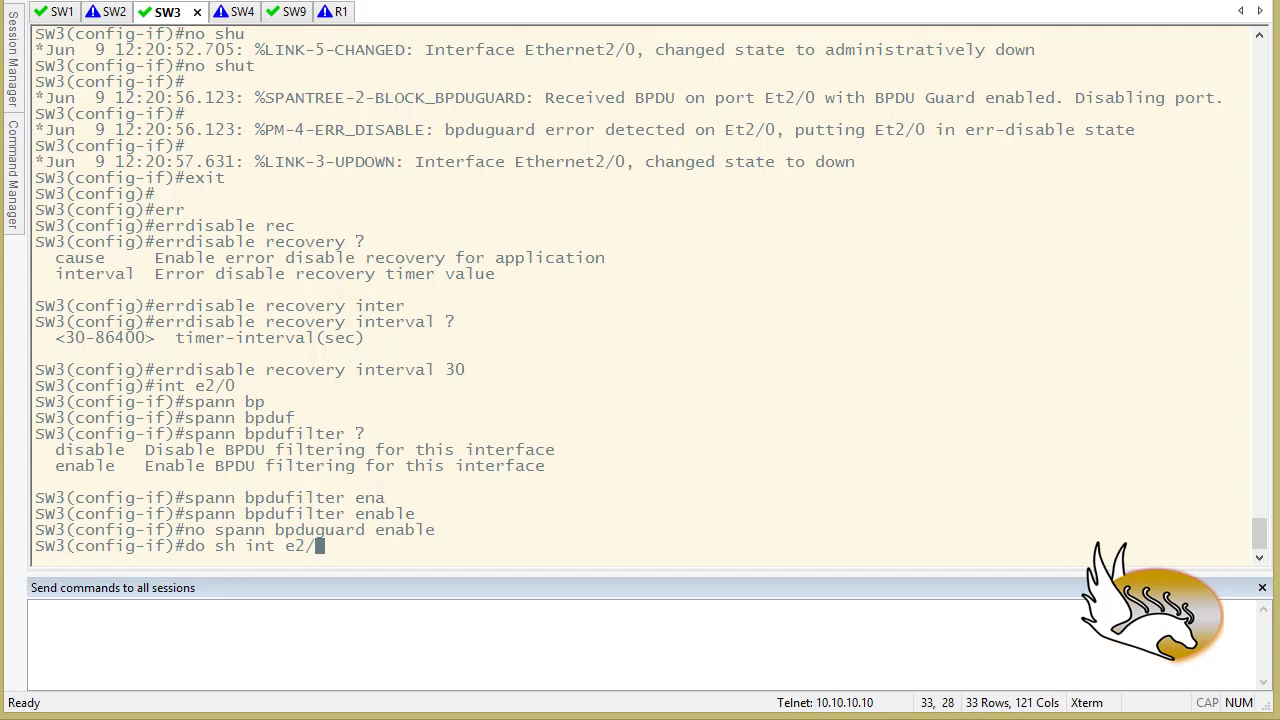 SW1 SW2 SW3 × SW4 SW9 R1
Session Manager
Command Manager
SW3(config-if)#no shu
*Jun  9 12:20:52.705: %LINK-5-CHANGED: Interface Ethernet2/0, changed state to administratively down
SW3(config-if)#no shut
SW3(config-if)#
*Jun  9 12:20:56.123: %SPANTREE-2-BLOCK_BPDUGUARD: Received BPDU on port Et2/0 with BPDU Guard enabled. Disabling port.
SW3(config-if)#
*Jun  9 12:20:56.123: %PM-4-ERR_DISABLE: bpduguard error detected on Et2/0, putting Et2/0 in err-disable state
SW3(config-if)#
*Jun  9 12:20:57.631: %LINK-3-UPDOWN: Interface Ethernet2/0, changed state to down
SW3(config-if)#exit
SW3(config)#
SW3(config)#err
SW3(config)#errdisable rec
SW3(config)#errdisable recovery ?
  cause     Enable error disable recovery for application
  interval  Error disable recovery timer value
SW3(config)#errdisable recovery inter
SW3(config)#errdisable recovery interval ?
  <30-86400>  timer-interval(sec)
SW3(config)#errdisable recovery interval 30
SW3(config)#int e2/0
SW3(config-if)#spann bp
SW3(config-if)#spann bpduf
SW3(config-if)#spann bpdufilter ?
  disable  Disable BPDU filtering for this interface
  enable   Enable BPDU filtering for this interface
SW3(config-if)#spann bpdufilter ena
SW3(config-if)#spann bpdufilter enable
SW3(config-if)#no spann bpduguard enable
SW3(config-if)#do sh int e2/
Send commands to all sessions ×
Ready Telnet: 10.10.10.10 33, 28 33 Rows, 121 Cols Xterm CAP NUM